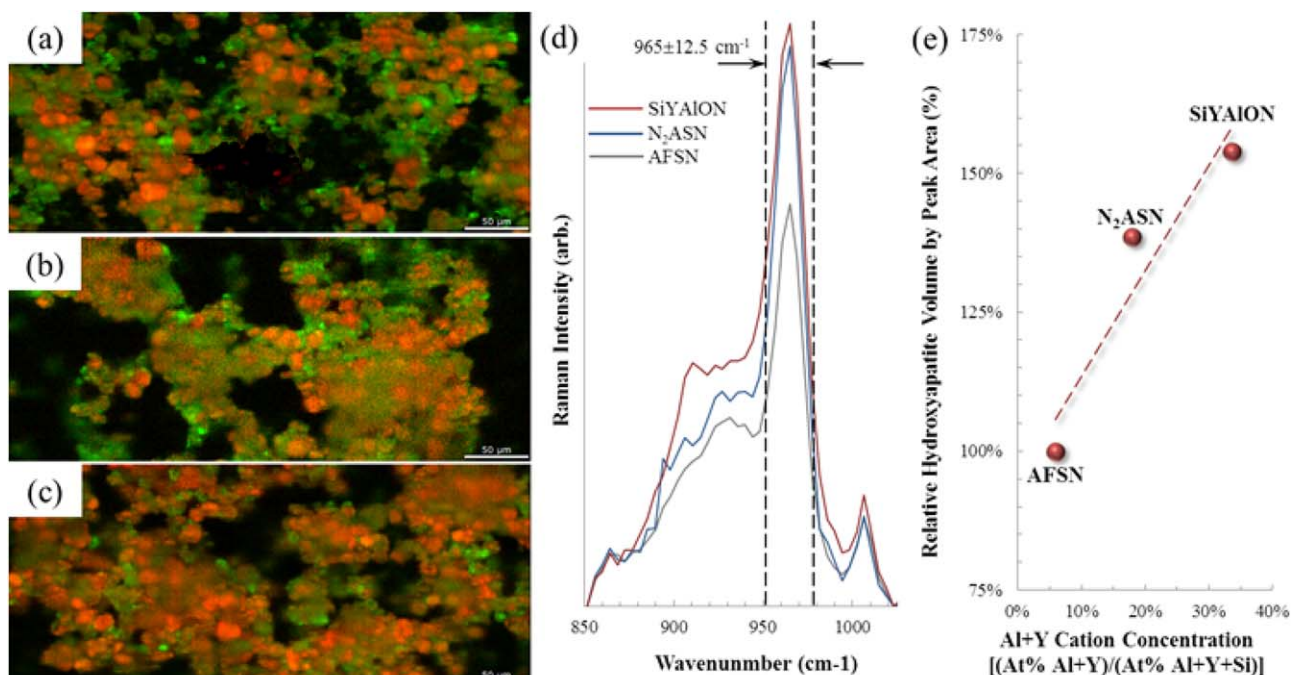 (a)
50 μm
(b)
50 μm
(c)
50 μm
(d)
965±12.5 cm-1
SiYAlON
N2ASN
AFSN
Raman Intensity (arb.)
850
900
950
1000
Wavenunmber (cm-1)
(e)
Relative Hydroxyapatite Volume by Peak Area (%)
175%
150%
125%
100%
75%
SiYAlON
N2ASN
AFSN
0%
10%
20%
30%
40%
Al+Y Cation Concentration
[(At% Al+Y)/(At% Al+Y+Si)]